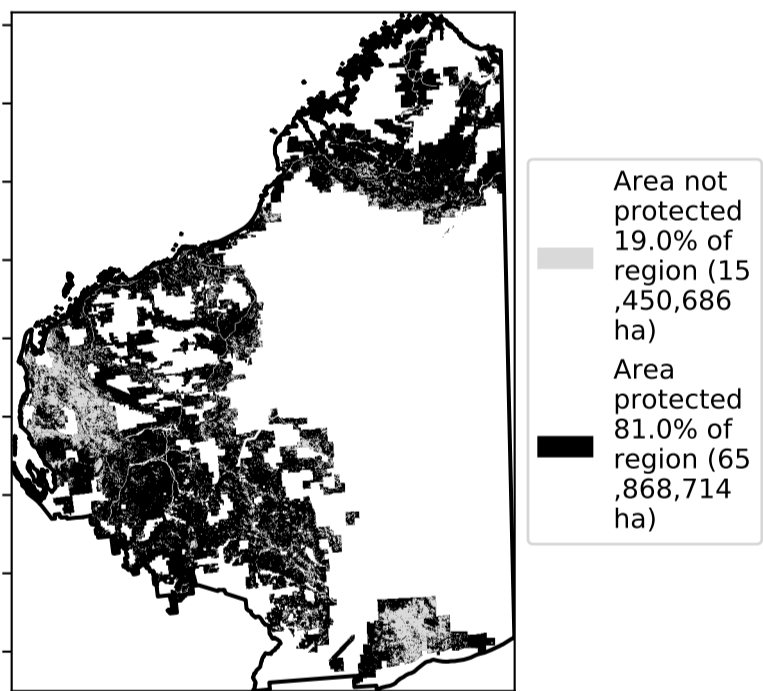 Area not
protected
19.0% of
region (15
,450,686
ha)
Area
protected
81.0% of
region (65
,868,714
ha)